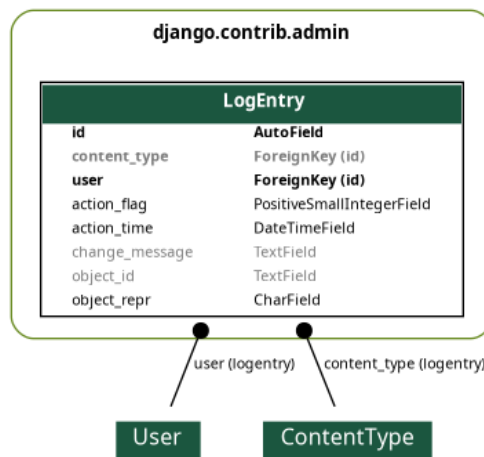 django.contrib.admin
LogEntry
id AutoField
content_type ForeignKey (id)
user ForeignKey (id)
action_flag PositiveSmallIntegerField
action_time DateTimeField
change_message TextField
object_id TextField
object_repr CharField
user (logentry) content_type (logentry)
User ContentType